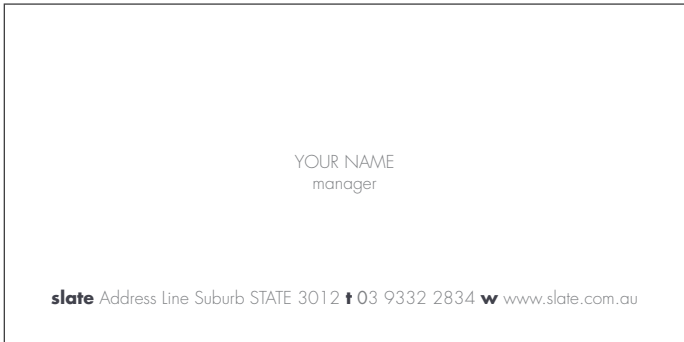 YOUR NAME
manager
slate Address Line Suburb STATE 3012 t 03 9332 2834 w www.slate.com.au